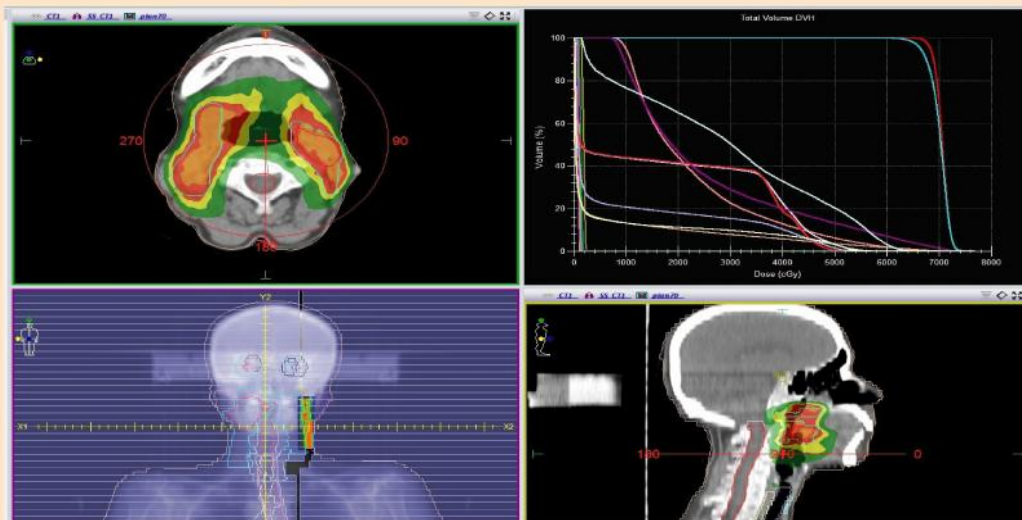 CT1 SS_CT1 plan70
270
90
180
Total Volume DVH
Volume (%)
100
80
60
40
20
0
0 1000 2000 3000 4000 5000 6000 7000 8000
Dose (cGy)
Y2
X1
X2
CT1 SS_CT1 plan70
180
0